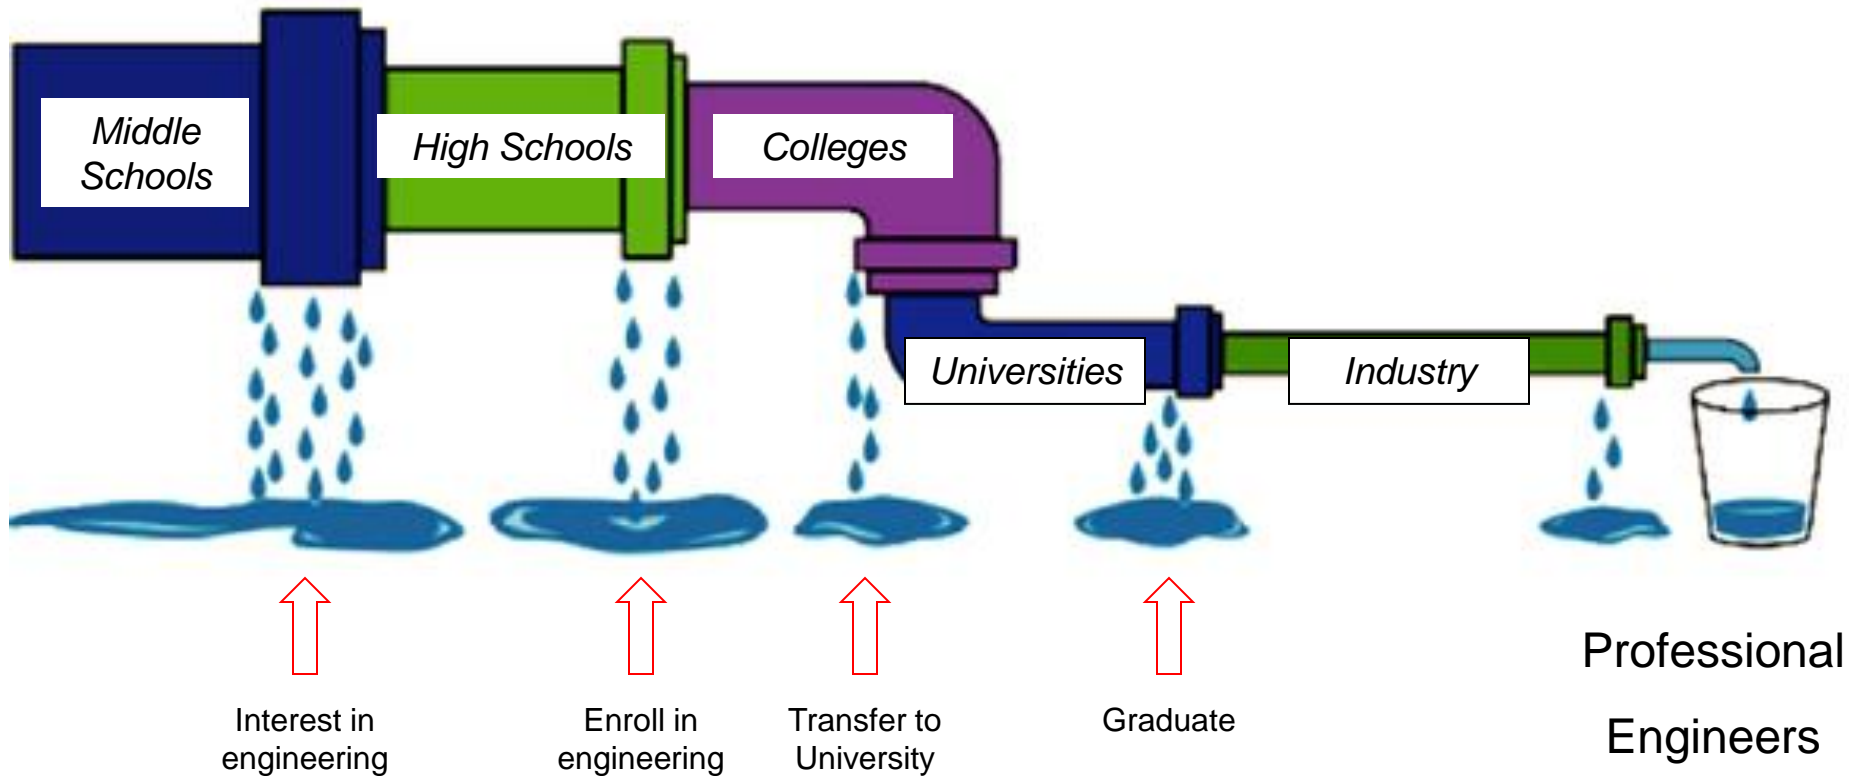 Middle
Schools
High Schools
Colleges
Universities
Industry
Interest in
engineering
Enroll in
engineering
Transfer to
University
Graduate
Professional
Engineers